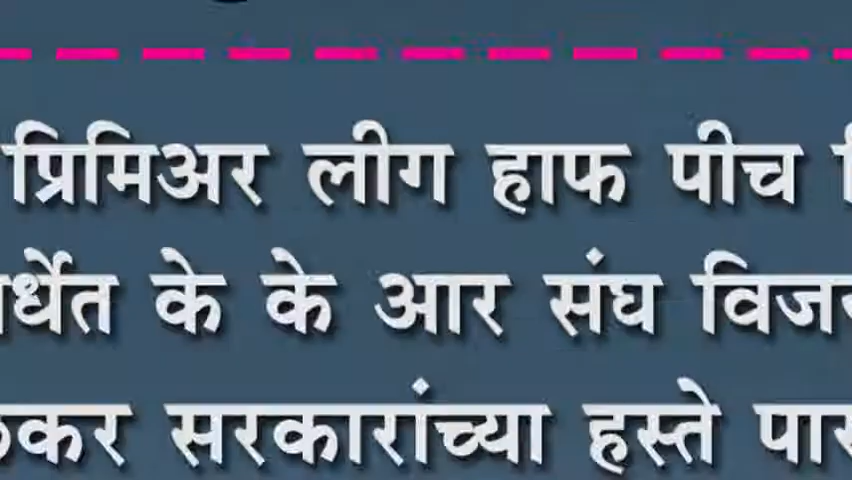 प्रिमिअर लीग हाफ पीच
के के आर संघ
सरकारांच्या हस्ते